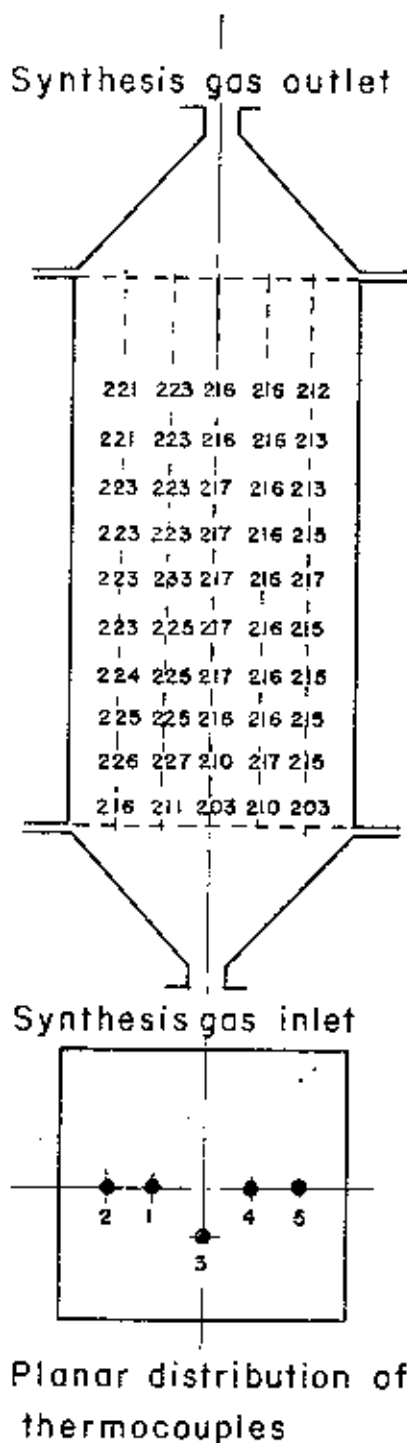 Synthesis gas outlet
221 223 216 216 212
221 223 216 216 213
223 223 217 216 213
223 223 217 216 215
223 233 217 216 217
223 225 217 216 215
224 225 217 216 215
225 225 216 216 215
226 227 210 217 215
216 211 203 210 203
Synthesis gas inlet
2 1 4 5
3
Planar distribution of
thermocouples